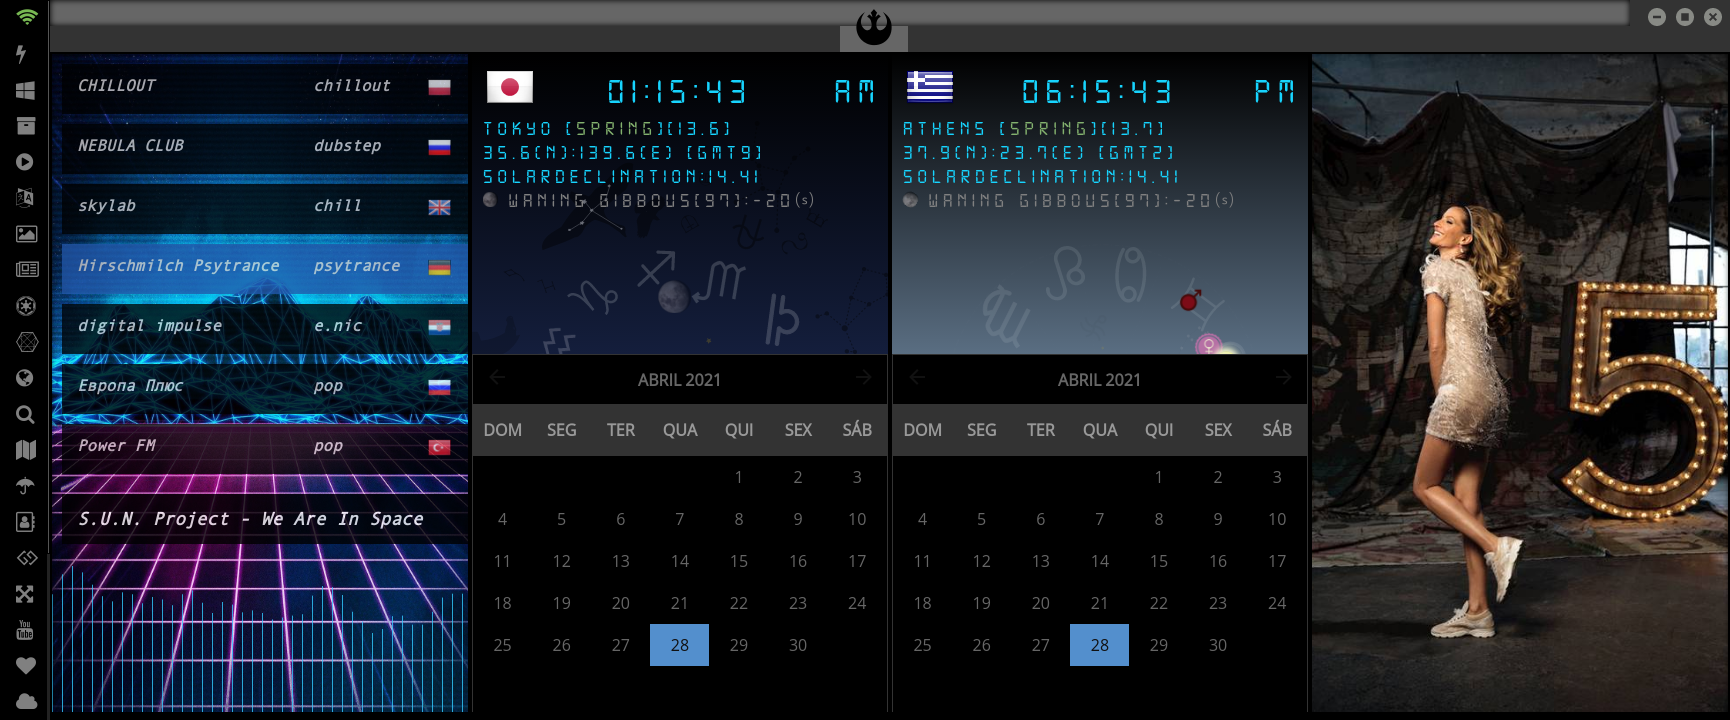 CHILLOUT chillout
NEBULA CLUB dubstep
skylab chill
Hirschmilch Psytrance psytrance
digital impulse e.nic
Европа Плюс pop
Power FM pop
S.U.N. Project - We Are In Space
You
Tube
01:15:43 AM
TOKYO [SPRING][13.6]
35.6(N):139.6(E) [GMT9]
SOLARDECLINATION:14.41
WANING GIBBOUS[97]:-20(s)
ABRIL 2021
DOM SEG TER QUA QUI SEX SÁB
1 2 3
4 5 6 7 8 9 10
11 12 13 14 15 16 17
18 19 20 21 22 23 24
25 26 27 28 29 30
06:15:43 PM
ATHENS [SPRING][13.7]
37.9(N):23.7(E) [GMT2]
SOLARDECLINATION:14.41
WANING GIBBOUS[97]:-20(s)
ABRIL 2021
DOM SEG TER QUA QUI SEX SÁB
1 2 3
4 5 6 7 8 9 10
11 12 13 14 15 16 17
18 19 20 21 22 23 24
25 26 27 28 29 30
5